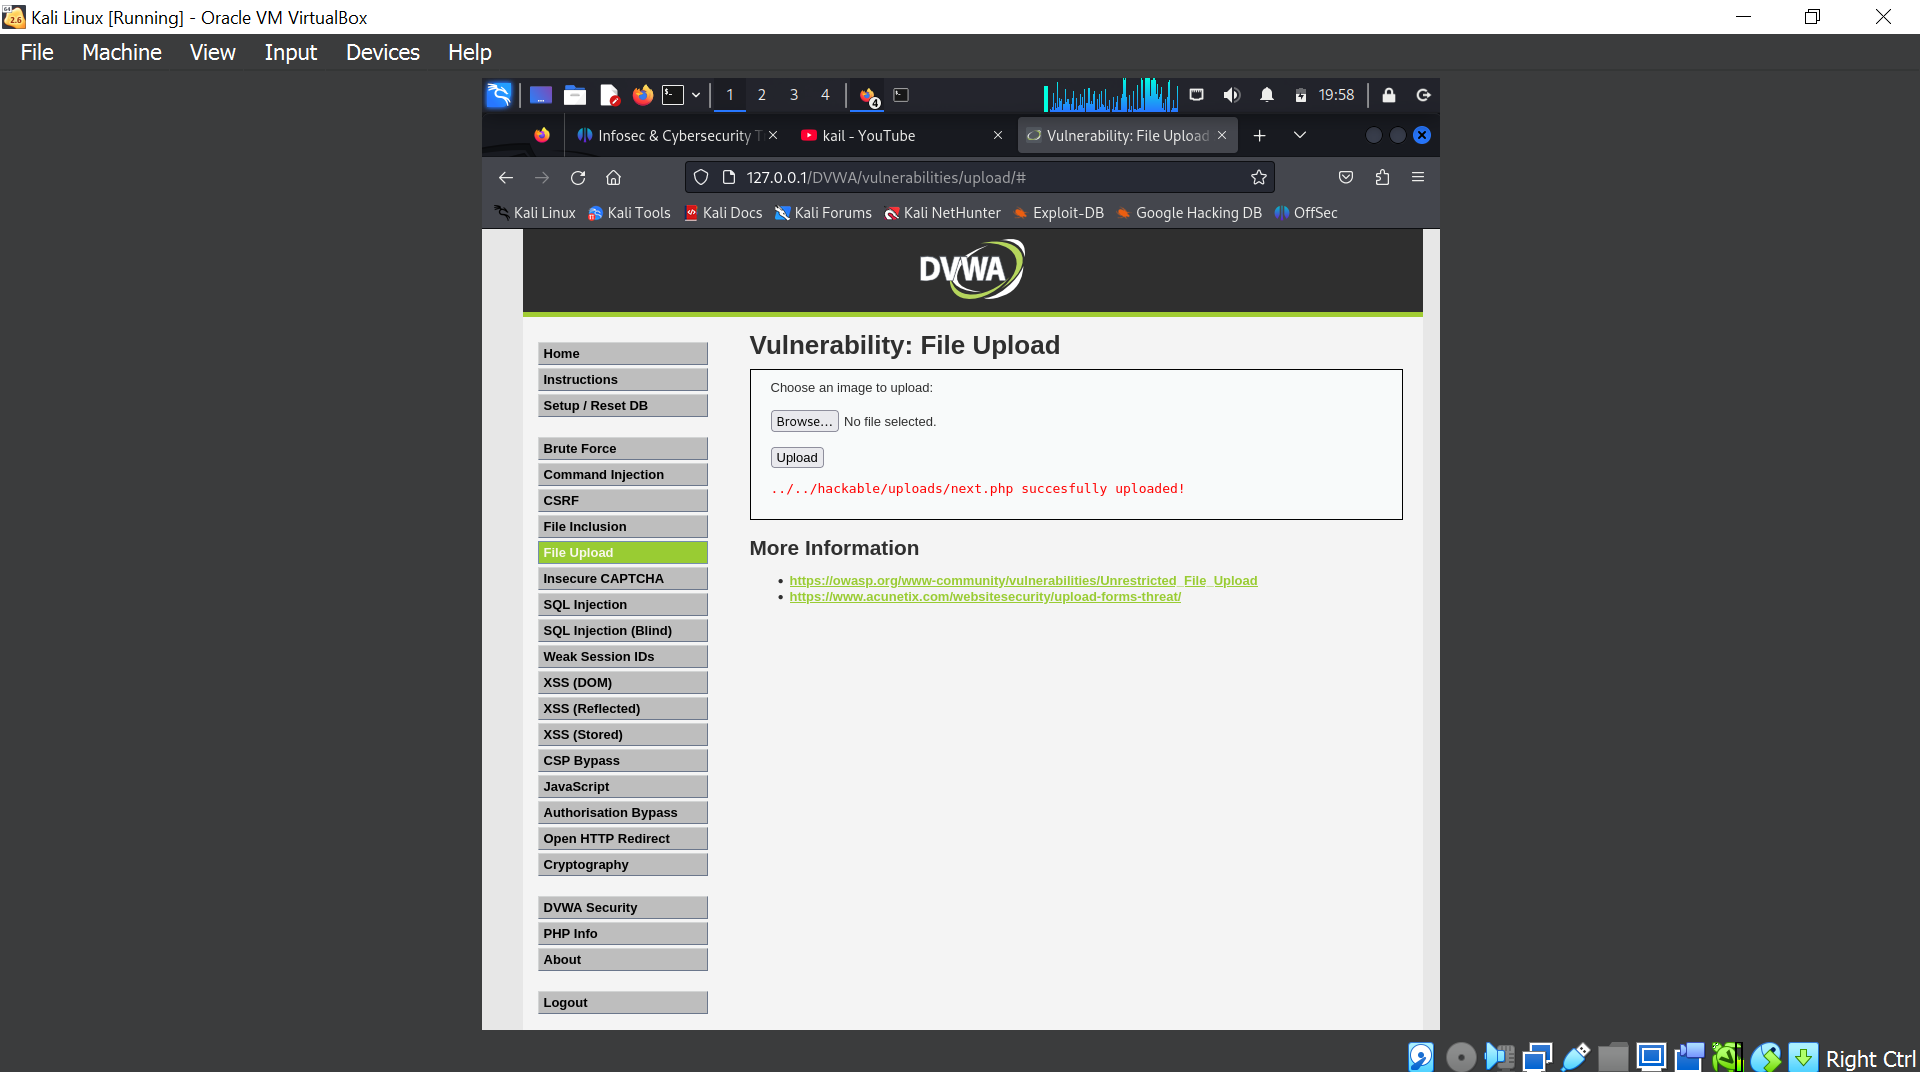 Kali Linux [Running] - Oracle VM VirtualBox
File Machine View Input Devices Help
1 2 3 4 4 19:58
Infosec & Cybersecurity T kail - YouTube Vulnerability: File Upload
127.0.0.1/DVWA/vulnerabilities/upload/#
Kali Linux Kali Tools Kali Docs Kali Forums Kali NetHunter Exploit-DB Google Hacking DB OffSec
DVWA
Home
Instructions
Setup / Reset DB
Brute Force
Command Injection
CSRF
File Inclusion
File Upload
Insecure CAPTCHA
SQL Injection
SQL Injection (Blind)
Weak Session IDs
XSS (DOM)
XSS (Reflected)
XSS (Stored)
CSP Bypass
JavaScript
Authorisation Bypass
Open HTTP Redirect
Cryptography
DVWA Security
PHP Info
About
Logout
Vulnerability: File Upload
Choose an image to upload:
Browse... No file selected.
Upload
../../hackable/uploads/next.php succesfully uploaded!
More Information
https://owasp.org/www-community/vulnerabilities/Unrestricted_File_Upload
https://www.acunetix.com/websitesecurity/upload-forms-threat/
Right Ctrl